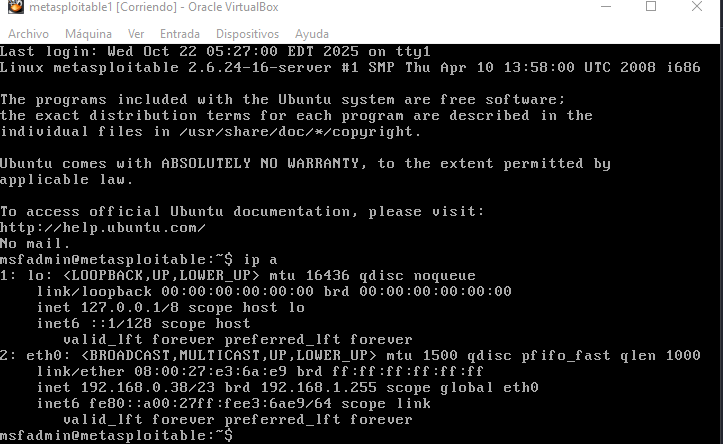 metasploitable1 [Corriendo] - Oracle VirtualBox
Archivo Máquina Ver Entrada Dispositivos Ayuda
Last login: Wed Oct 22 05:27:00 EDT 2025 on tty1
Linux metasploitable 2.6.24-16-server #1 SMP Thu Apr 10 13:58:00 UTC 2008 i686
The programs included with the Ubuntu system are free software;
the exact distribution terms for each program are described in the
individual files in /usr/share/doc/*/copyright.
Ubuntu comes with ABSOLUTELY NO WARRANTY, to the extent permitted by
applicable law.
To access official Ubuntu documentation, please visit:
http://help.ubuntu.com/
No mail.
msfadmin@metasploitable:~$ ip a
1: lo: <LOOPBACK,UP,LOWER_UP> mtu 16436 qdisc noqueue
    link/loopback 00:00:00:00:00:00 brd 00:00:00:00:00:00
    inet 127.0.0.1/8 scope host lo
    inet6 ::1/128 scope host
       valid_lft forever preferred_lft forever
2: eth0: <BROADCAST,MULTICAST,UP,LOWER_UP> mtu 1500 qdisc pfifo_fast qlen 1000
    link/ether 08:00:27:e3:6a:e9 brd ff:ff:ff:ff:ff:ff
    inet 192.168.0.38/23 brd 192.168.1.255 scope global eth0
    inet6 fe80::a00:27ff:fee3:6ae9/64 scope link
       valid_lft forever preferred_lft forever
msfadmin@metasploitable:~$